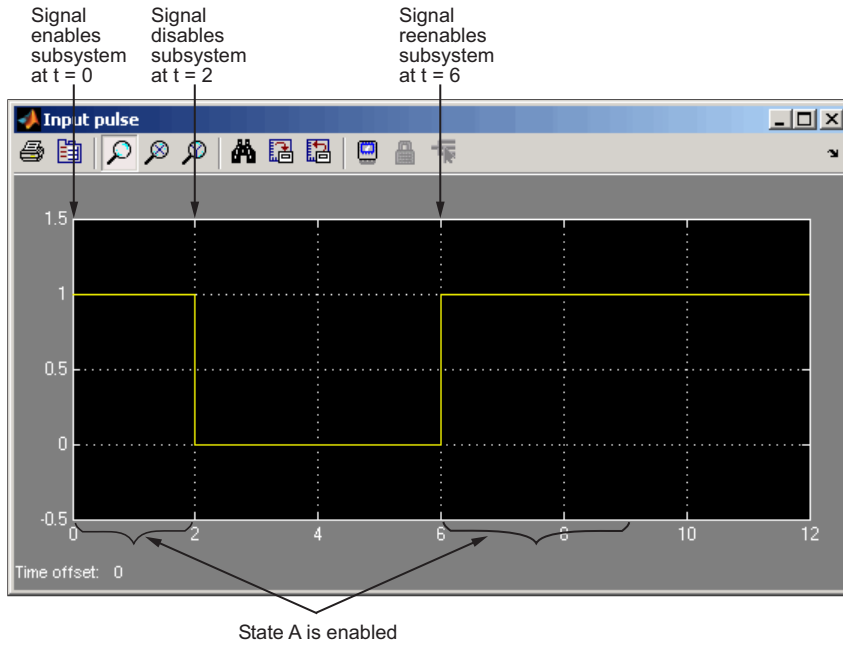 Signal
enables
subsystem
at t = 0
Signal
disables
subsystem
at t = 2
Signal
reenables
subsystem
at t = 6
Input pulse
1.5
1
0.5
0
-0.5
0
2
4
6
8
10
12
Time offset: 0
State A is enabled